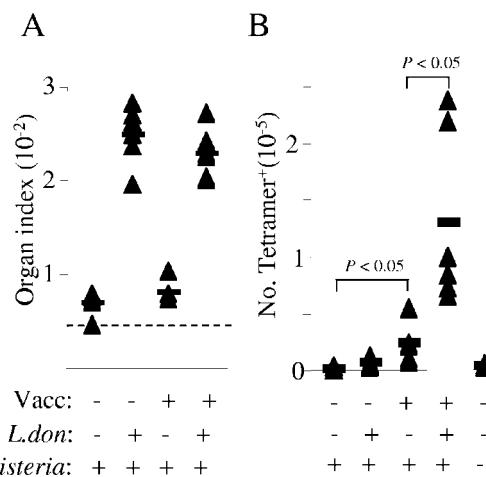 A
B
P < 0.05
3
2
1
Organ index (10-2)
2
1
0
No. Tetramer+(10-5)
P < 0.05
Vacc: - - + + - - + + -
L.don: - + - + - + - +
isteria: + + + + + + + + -